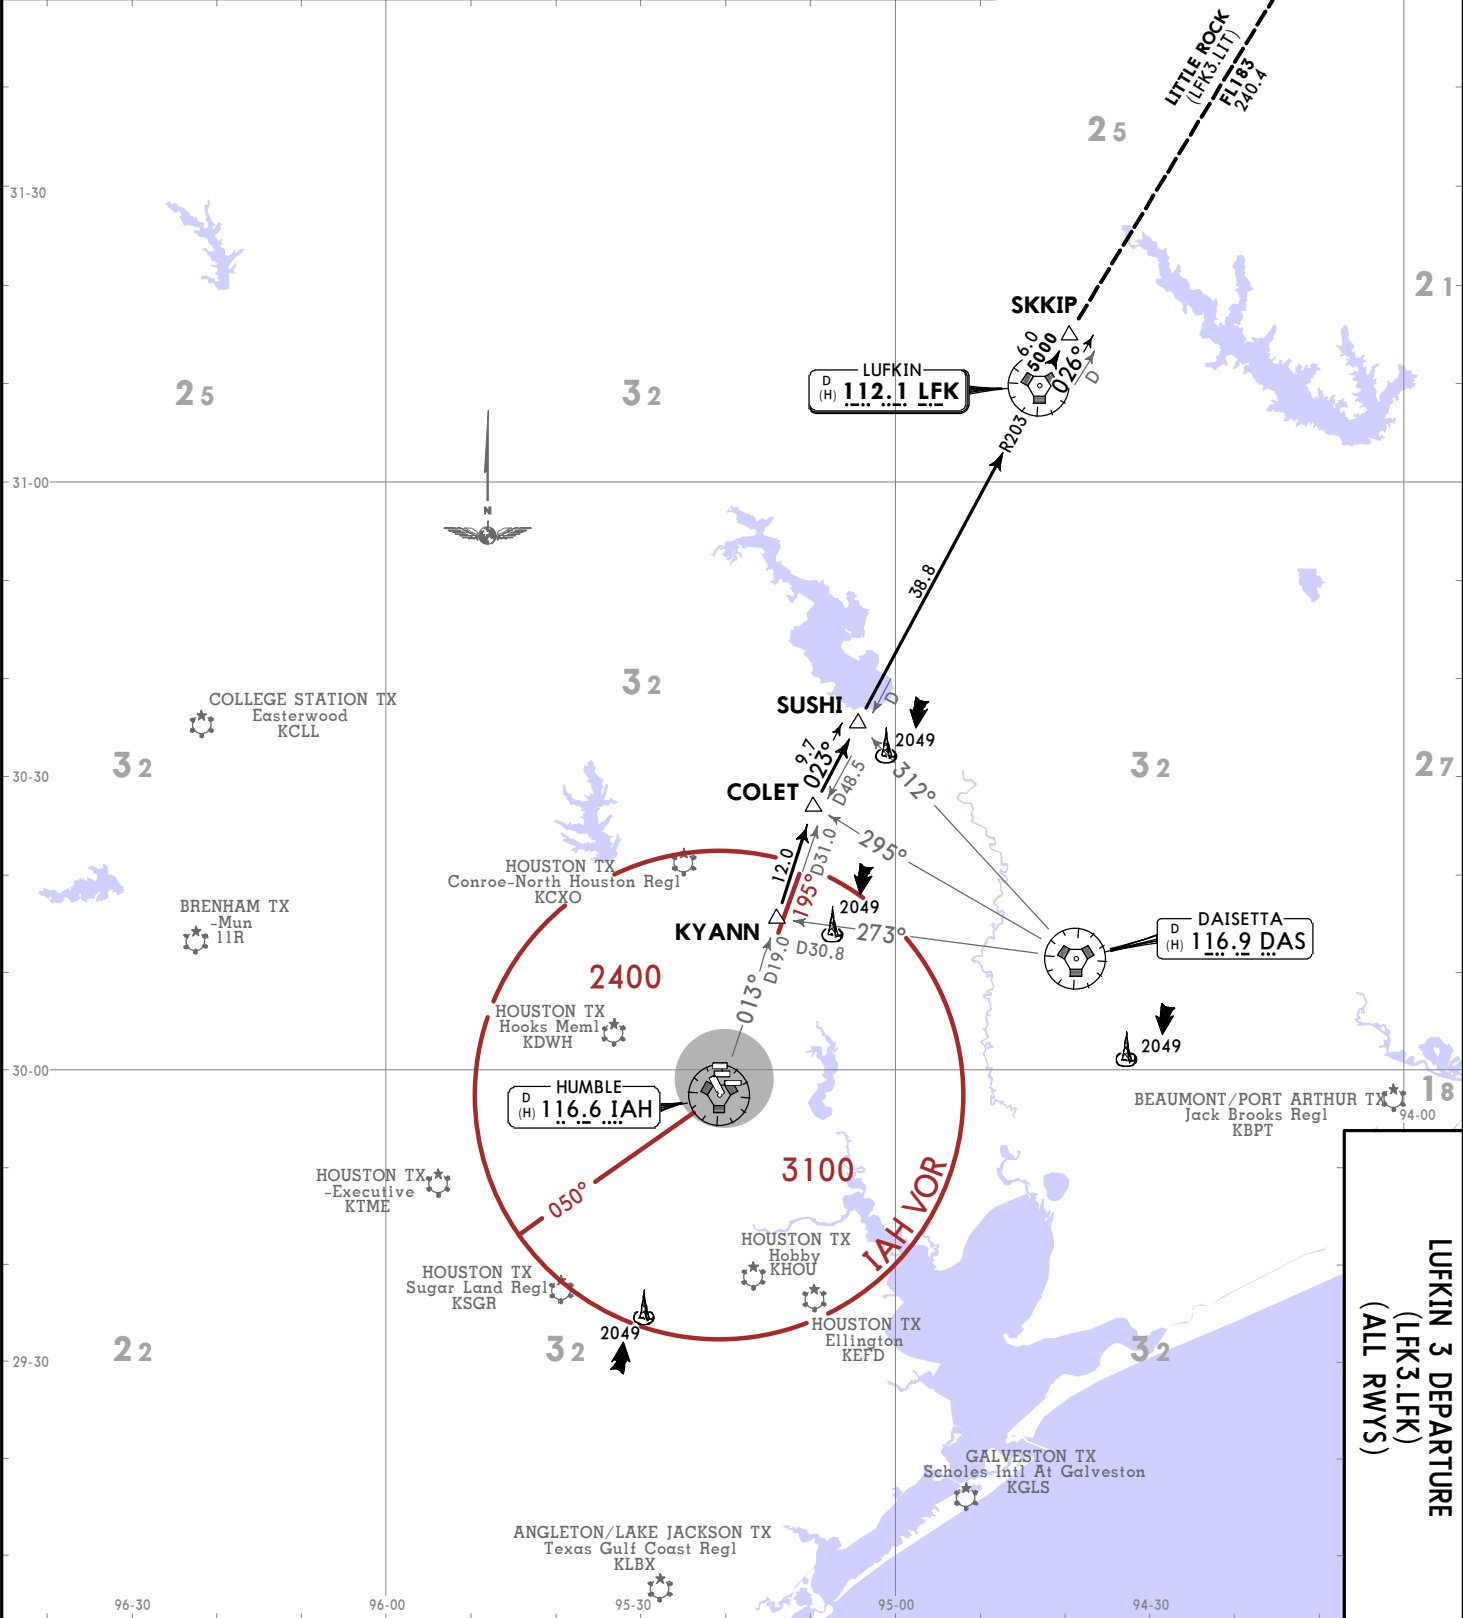 LITTLE ROCK
(LFK3.LIT)
FL183
240.4
25
31-30
21
SKKIP
6.0
5000
026°
D
LUFKIN
D
(H) 112.1 LFK
R203
25
32
31-00
N
38.8
32
COLLEGE STATION TX
Easterwood
KCLL
SUSHI
D
2049
9.7
023°
D48.5
312°
32
30-30
32
27
COLET
295°
12.0
D31.0
HOUSTON TX
Conroe-North Houston Regl
KCXO
195°
2049
BRENHAM TX
-Mun
11R
KYANN
273°
D30.8
D19.0
013°
DAISETTA
D
(H) 116.9 DAS
2400
HOUSTON TX
Hooks Meml
KDWH
2049
30-00
HUMBLE
D
(H) 116.6 IAH
BEAUMONT/PORT ARTHUR TX
Jack Brooks Regl
KBPT
18
94-00
3100
HOUSTON TX
-Executive
KTME
050°
IAH VOR
HOUSTON TX
Hobby
KHOU
HOUSTON TX
Sugar Land Regl
KSGR
HOUSTON TX
Ellington
KEFD
2049
22
32
32
29-30
LUFKIN 3 DEPARTURE
(LFK3.LFK)
(ALL RWYS)
GALVESTON TX
Scholes Intl At Galveston
KGLS
ANGLETON/LAKE JACKSON TX
Texas Gulf Coast Regl
KLBX
96-30
96-00
95-30
95-00
94-30